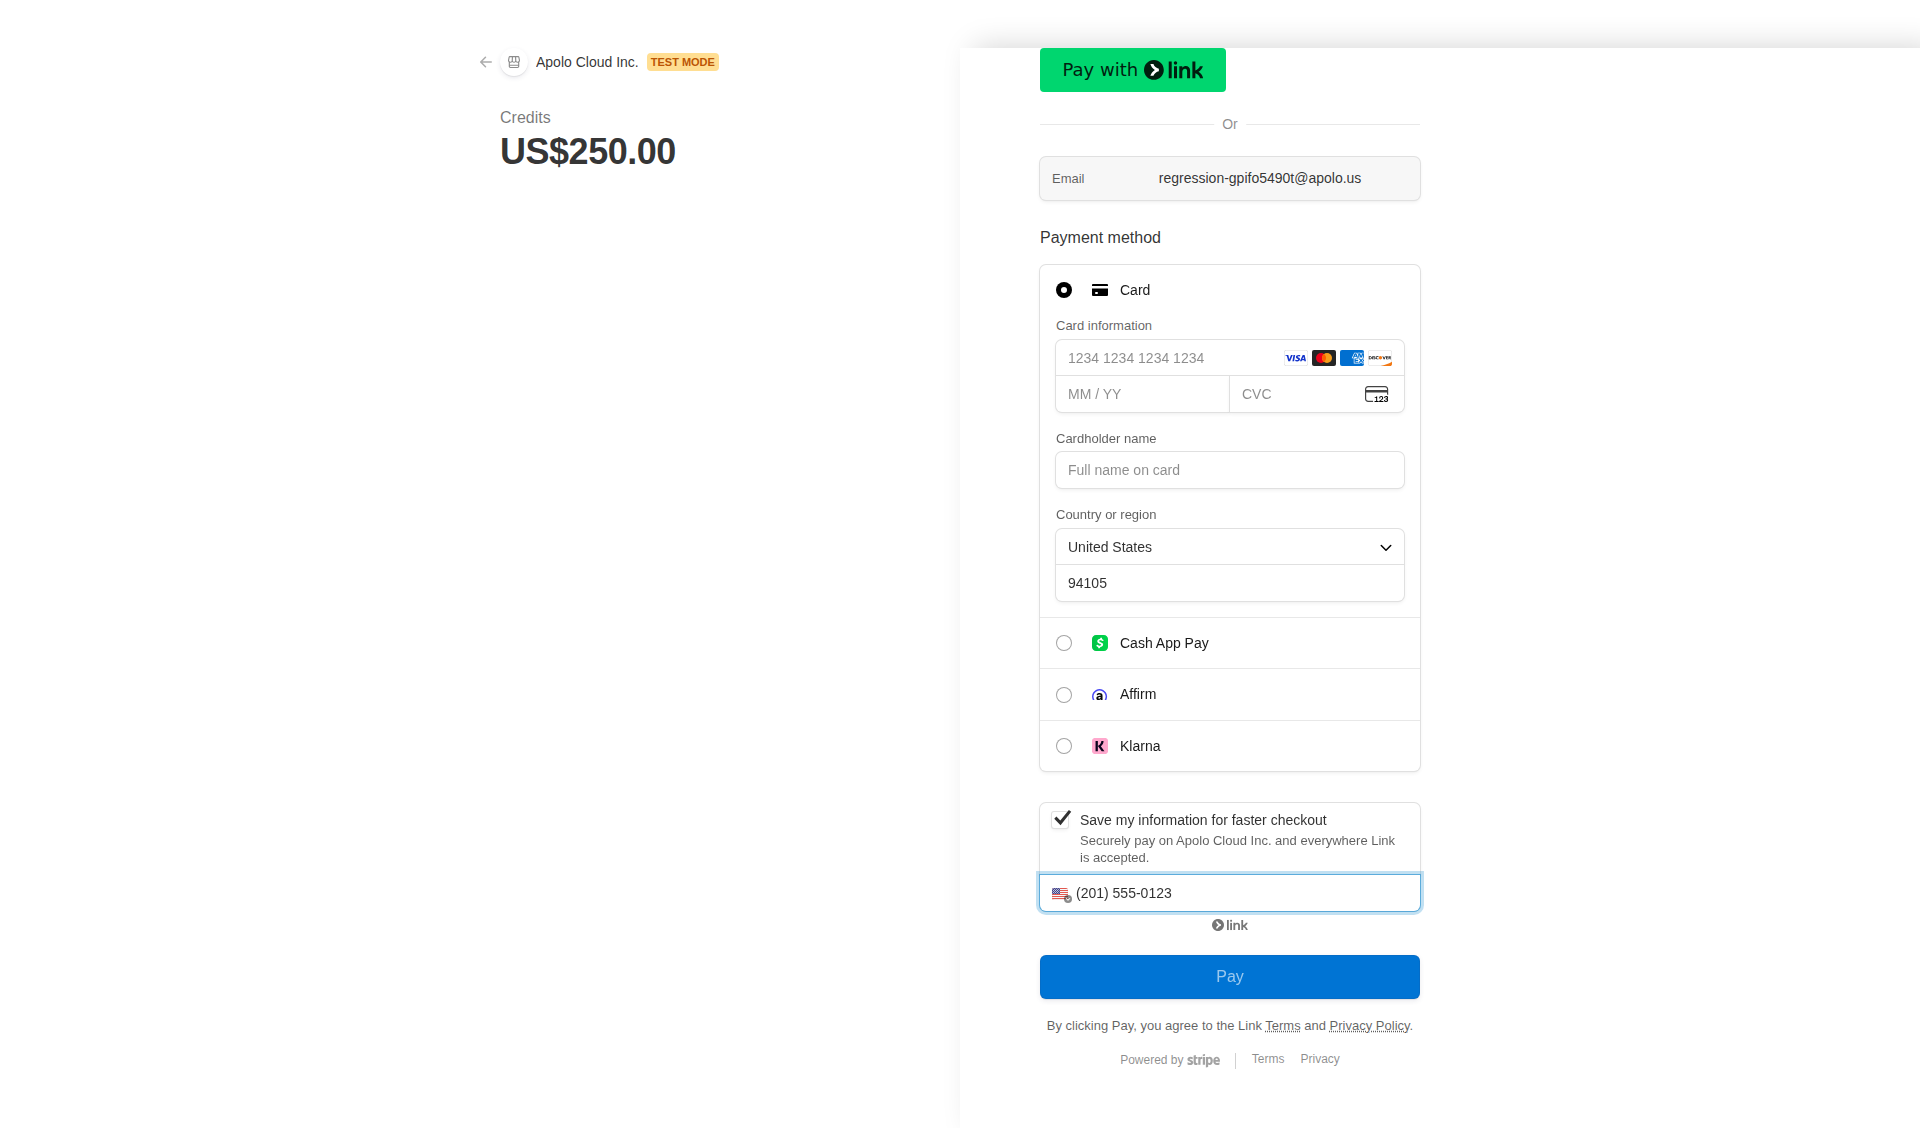 Apolo Cloud Inc. TEST MODE
Credits
US$250.00
Pay with link
Or
Email regression-gpifo5490t@apolo.us
Payment method
Card
Card information
1234 1234 1234 1234 VISA AMEX DISCOVER
MM / YY CVC 123
Cardholder name
Full name on card
Country or region
United States
94105
Cash App Pay
Affirm
Klarna
Save my information for faster checkout
Securely pay on Apolo Cloud Inc. and everywhere Link
is accepted.
(201) 555-0123
link
Pay
By clicking Pay, you agree to the Link Terms and Privacy Policy.
Powered by stripe Terms Privacy